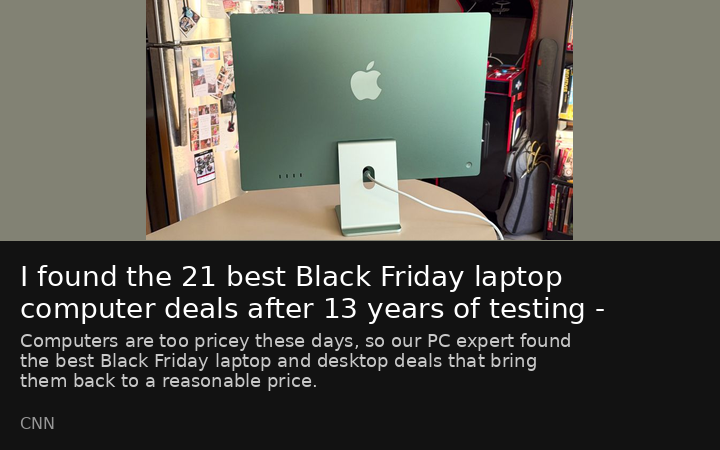 I found the 21 best Black Friday laptop
computer deals after 13 years of testing -
Computers are too pricey these days, so our PC expert found
the best Black Friday laptop and desktop deals that bring
them back to a reasonable price.
CNN